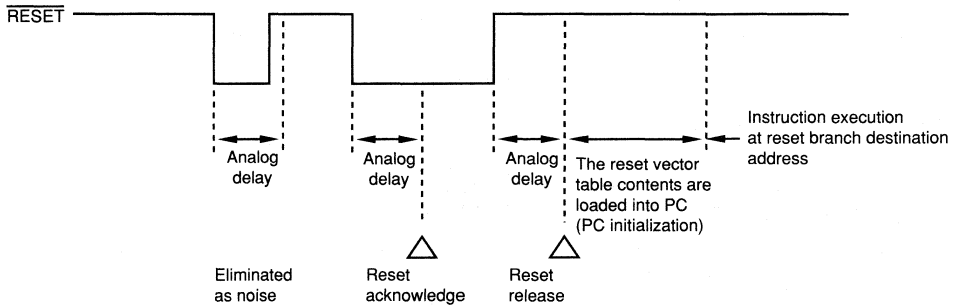 RESET
Instruction execution
at reset branch destination
address
Analog
delay
Analog
delay
Analog
delay
The reset vector
table contents are
loaded into PC
(PC initialization)
Eliminated
as noise
Reset
acknowledge
Reset
release